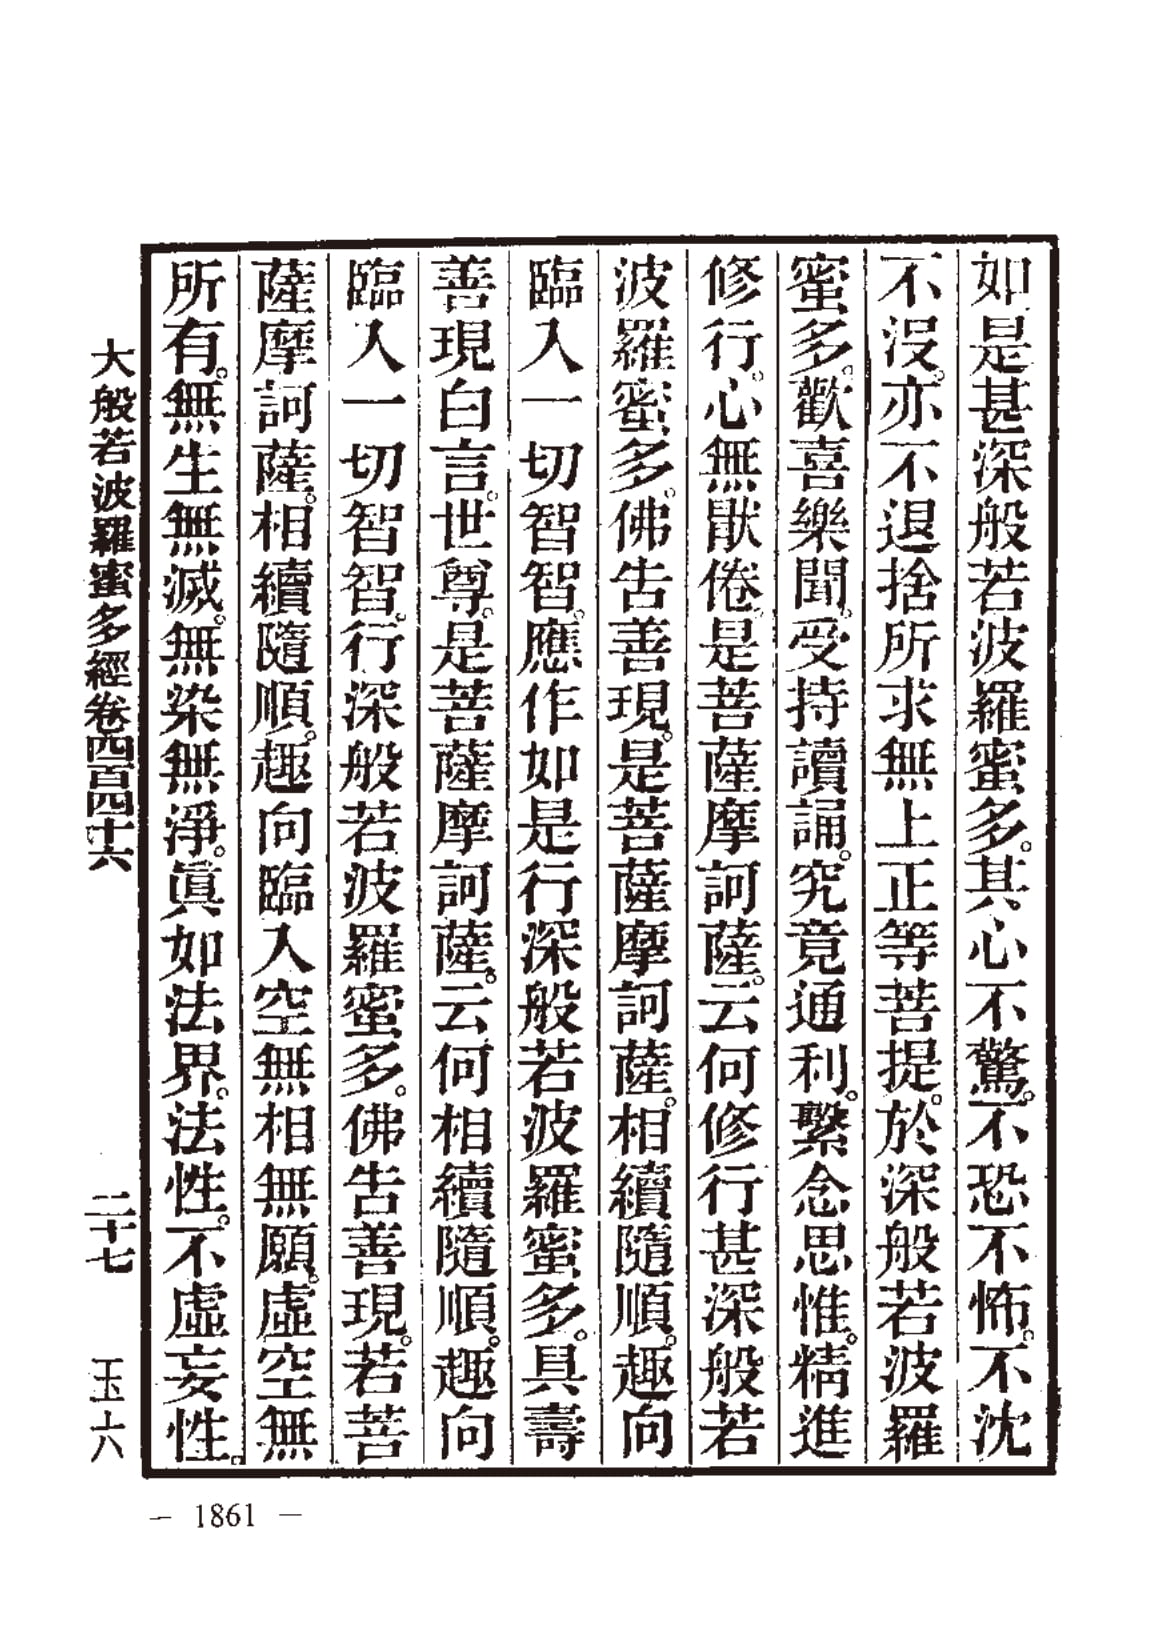 如是甚深般若波羅蜜多。其心不驚。不恐不怖。不沈
不沒。亦不退捨所求無上正等菩提。於深般若波羅
蜜多。歡喜樂聞。受持讀誦。究竟通利。繫念思惟。精進
修行。心無猒倦。是菩薩摩訶薩。云何修行甚深般若
波羅蜜多。佛告善現。是菩薩摩訶薩。相續隨順。趣向
臨入一切智智。應作如是行深般若波羅蜜多。具壽
善現白言。世尊。是菩薩摩訶薩。云何相續隨順。趣向
臨入一切智智。行深般若波羅蜜多。佛告善現。若菩
薩摩訶薩。相續隨順。趣向臨入空無相無願。虛空無
所有。無生無滅。無染無淨。眞如法界。法性。不虛妄性。
大般若波羅蜜多經卷四百四十六 二十七 玉六
— 1861 —